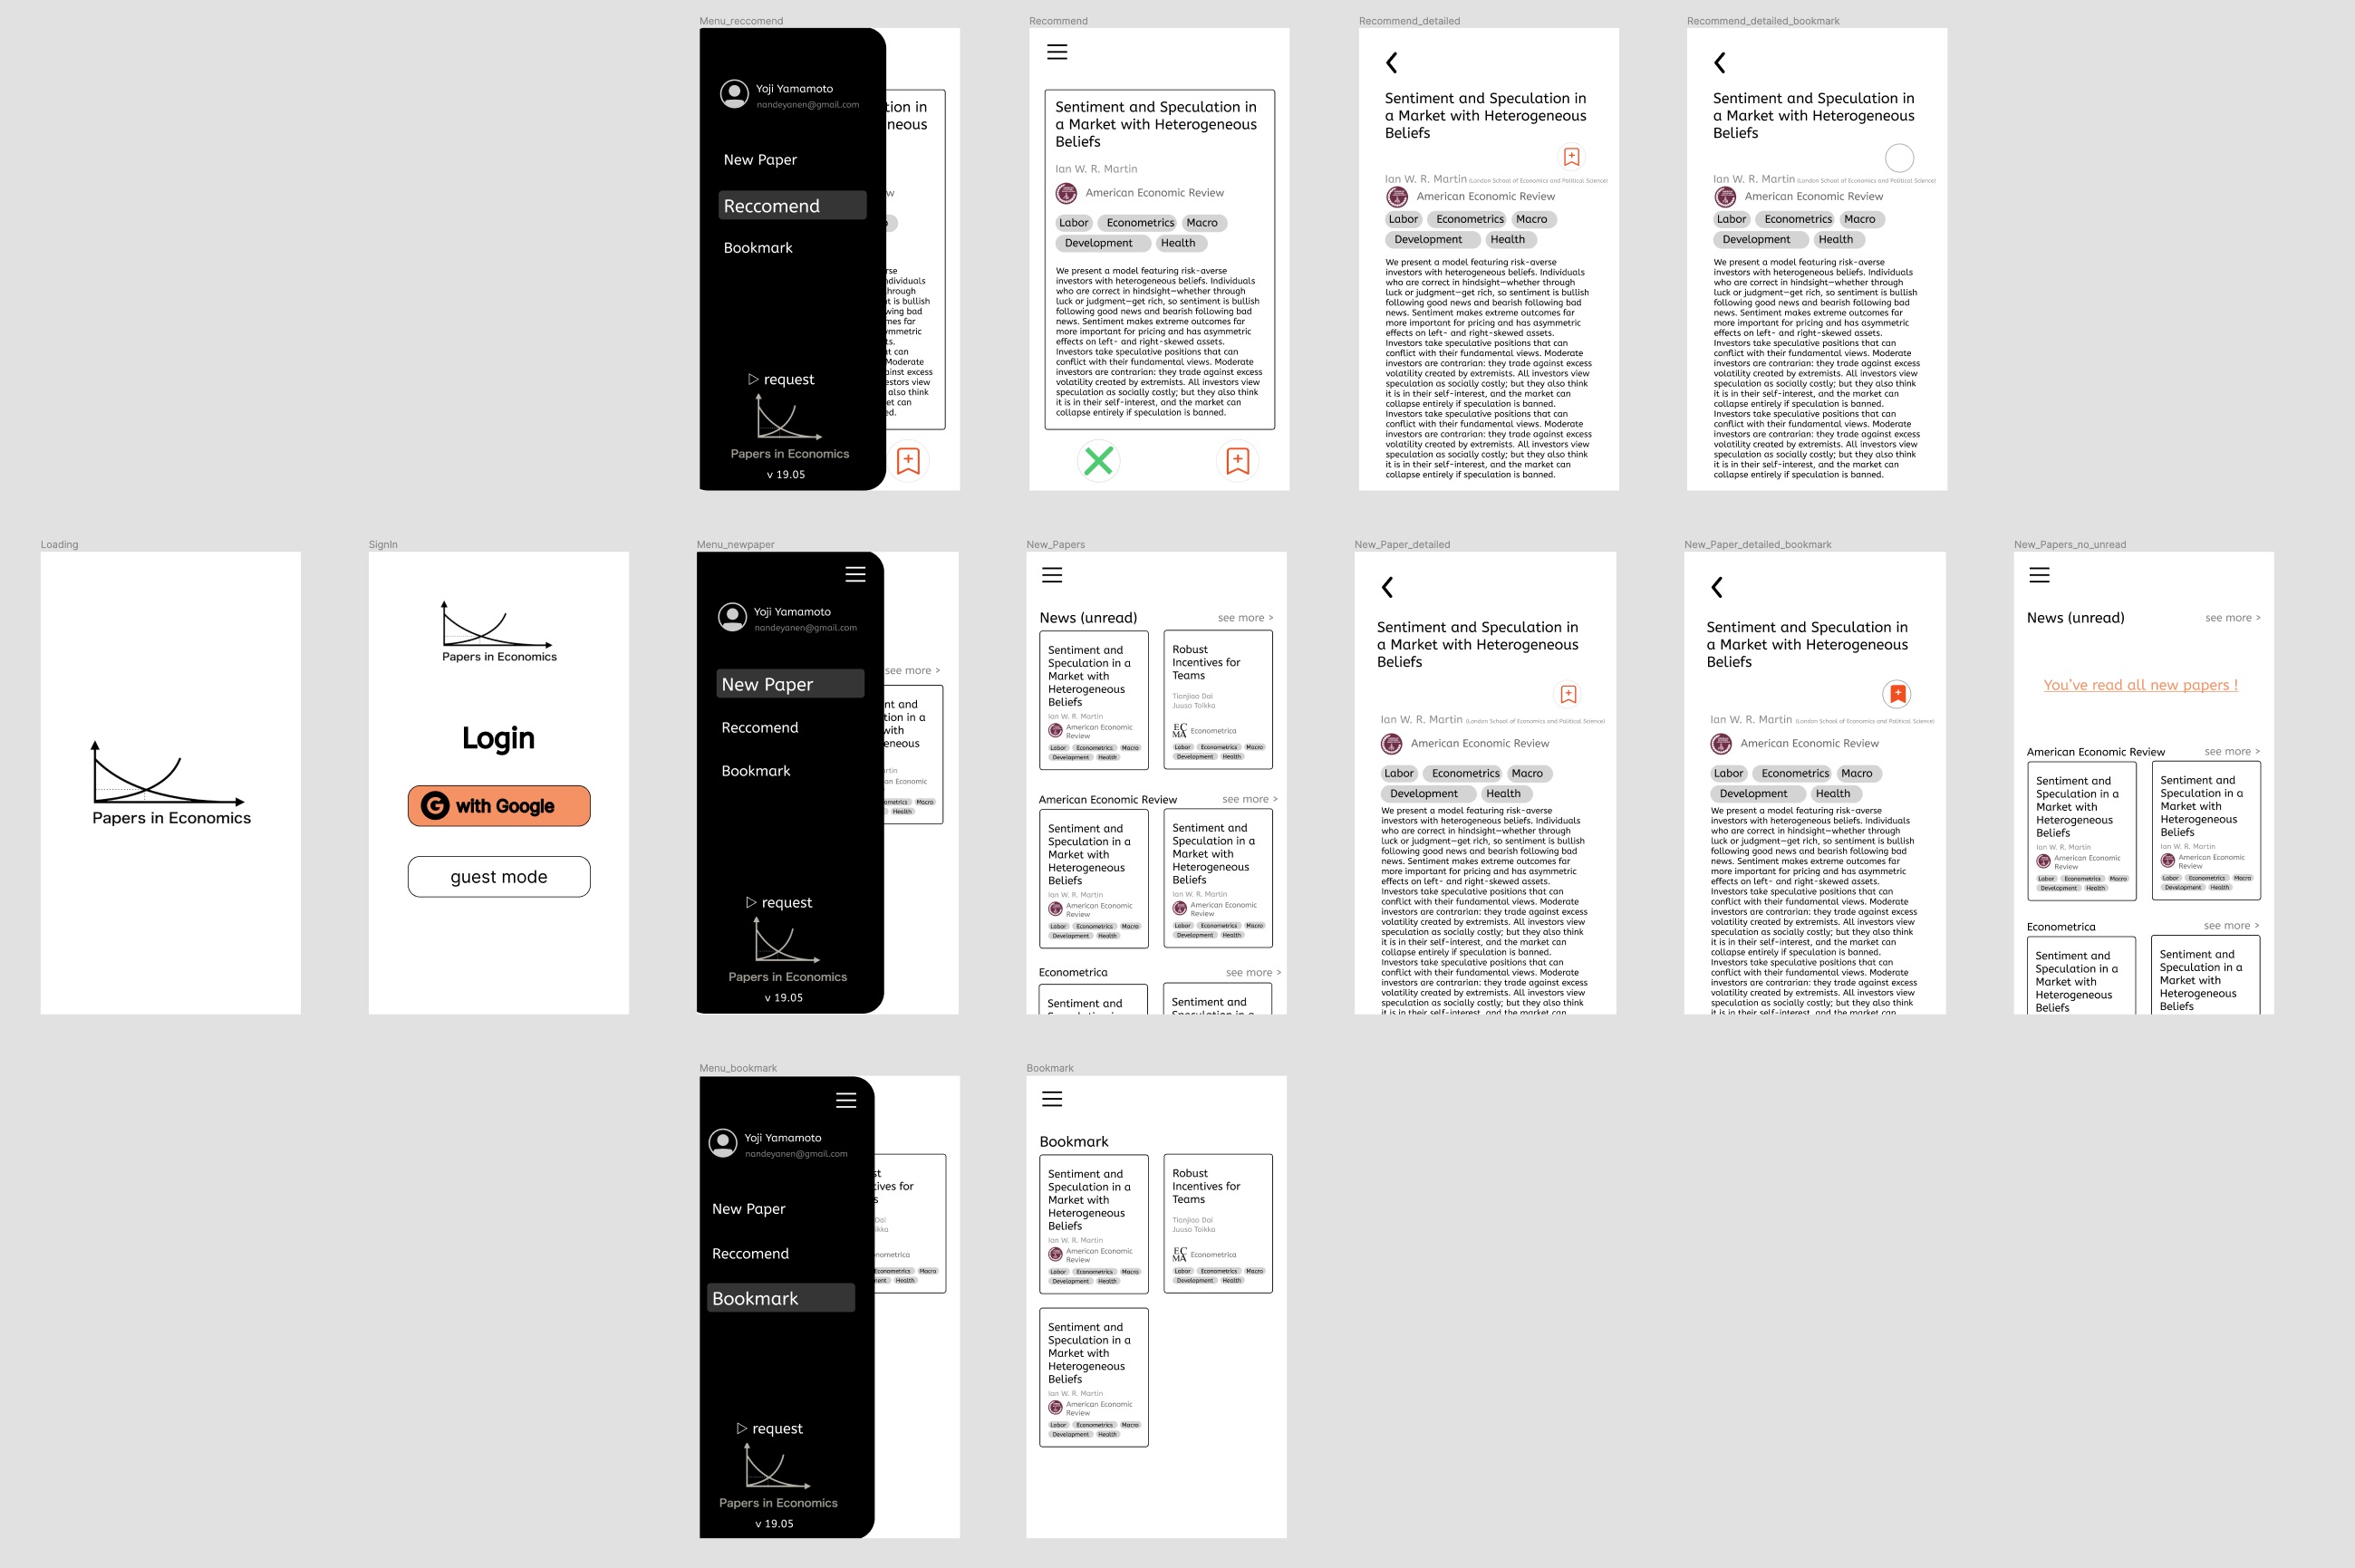 Menu_reccomend
Yoji Yamamoto
nandeyanen@gmail.com
New Paper
Reccomend
Bookmark
request
Papers in Economics
v 19.05
tion in
neous
w
rse
ndividuals
hrough
t is bullish
wing bad
mes far
mmetric
ts.
at can
Moderate
ainst excess
estors view
also think
et can
ed.
Recommend
Sentiment and Speculation in
a Market with Heterogeneous
Beliefs
Ian W. R. Martin
American Economic Review
Labor Econometrics Macro
Development Health
We present a model featuring risk-averse
investors with heterogeneous beliefs. Individuals
who are correct in hindsight—whether through
luck or judgment—get rich, so sentiment is bullish
following good news and bearish following bad
news. Sentiment makes extreme outcomes far
more important for pricing and has asymmetric
effects on left- and right-skewed assets.
Investors take speculative positions that can
conflict with their fundamental views. Moderate
investors are contrarian: they trade against excess
volatility created by extremists. All investors view
speculation as socially costly; but they also think
it is in their self-interest, and the market can
collapse entirely if speculation is banned.
Recommend_detailed
Sentiment and Speculation in
a Market with Heterogeneous
Beliefs
Ian W. R. Martin (London School of Economics and Political Science)
American Economic Review
Labor Econometrics Macro
Development Health
We present a model featuring risk-averse
investors with heterogeneous beliefs. Individuals
who are correct in hindsight—whether through
luck or judgment—get rich, so sentiment is bullish
following good news and bearish following bad
news. Sentiment makes extreme outcomes far
more important for pricing and has asymmetric
effects on left- and right-skewed assets.
Investors take speculative positions that can
conflict with their fundamental views. Moderate
investors are contrarian: they trade against excess
volatility created by extremists. All investors view
speculation as socially costly; but they also think
it is in their self-interest, and the market can
collapse entirely if speculation is banned.
Investors take speculative positions that can
conflict with their fundamental views. Moderate
investors are contrarian: they trade against excess
volatility created by extremists. All investors view
speculation as socially costly; but they also think
it is in their self-interest, and the market can
collapse entirely if speculation is banned.
Recommend_detailed_bookmark
Sentiment and Speculation in
a Market with Heterogeneous
Beliefs
Ian W. R. Martin (London School of Economics and Political Science)
American Economic Review
Labor Econometrics Macro
Development Health
We present a model featuring risk-averse
investors with heterogeneous beliefs. Individuals
who are correct in hindsight—whether through
luck or judgment—get rich, so sentiment is bullish
following good news and bearish following bad
news. Sentiment makes extreme outcomes far
more important for pricing and has asymmetric
effects on left- and right-skewed assets.
Investors take speculative positions that can
conflict with their fundamental views. Moderate
investors are contrarian: they trade against excess
volatility created by extremists. All investors view
speculation as socially costly; but they also think
it is in their self-interest, and the market can
collapse entirely if speculation is banned.
Investors take speculative positions that can
conflict with their fundamental views. Moderate
investors are contrarian: they trade against excess
volatility created by extremists. All investors view
speculation as socially costly; but they also think
it is in their self-interest, and the market can
collapse entirely if speculation is banned.
Loading
Papers in Economics
SignIn
Papers in Economics
Login
G with Google
guest mode
Menu_newpaper
Yoji Yamamoto
nandeyanen@gmail.com
New Paper
Reccomend
Bookmark
request
Papers in Economics
v 19.05
see more >
nt and
tion in a
with
eneous
artin
an Economic
ometrics Macro
Health
New_Papers
News (unread) see more >
Sentiment and
Speculation in a
Market with
Heterogeneous
Beliefs
Ian W. R. Martin
American Economic
Review
Labor Econometrics Macro
Development Health
Robust
Incentives for
Teams
Tianjiao Dai
Juuso Toikka
EC
MA Econometrica
Labor Econometrics Macro
Development Health
American Economic Review see more >
Sentiment and
Speculation in a
Market with
Heterogeneous
Beliefs
Ian W. R. Martin
American Economic
Review
Labor Econometrics Macro
Development Health
Sentiment and
Speculation in a
Market with
Heterogeneous
Beliefs
Ian W. R. Martin
American Economic
Review
Labor Econometrics Macro
Development Health
Econometrica see more >
Sentiment and
Speculation in a
Sentiment and
Speculation in a
New_Paper_detailed
Sentiment and Speculation in
a Market with Heterogeneous
Beliefs
Ian W. R. Martin (London School of Economics and Political Science)
American Economic Review
Labor Econometrics Macro
Development Health
We present a model featuring risk-averse
investors with heterogeneous beliefs. Individuals
who are correct in hindsight—whether through
luck or judgment—get rich, so sentiment is bullish
following good news and bearish following bad
news. Sentiment makes extreme outcomes far
more important for pricing and has asymmetric
effects on left- and right-skewed assets.
Investors take speculative positions that can
conflict with their fundamental views. Moderate
investors are contrarian: they trade against excess
volatility created by extremists. All investors view
speculation as socially costly; but they also think
it is in their self-interest, and the market can
collapse entirely if speculation is banned.
Investors take speculative positions that can
conflict with their fundamental views. Moderate
investors are contrarian: they trade against excess
volatility created by extremists. All investors view
speculation as socially costly; but they also think
it is in their self-interest, and the market can
New_Paper_detailed_bookmark
Sentiment and Speculation in
a Market with Heterogeneous
Beliefs
Ian W. R. Martin (London School of Economics and Political Science)
American Economic Review
Labor Econometrics Macro
Development Health
We present a model featuring risk-averse
investors with heterogeneous beliefs. Individuals
who are correct in hindsight—whether through
luck or judgment—get rich, so sentiment is bullish
following good news and bearish following bad
news. Sentiment makes extreme outcomes far
more important for pricing and has asymmetric
effects on left- and right-skewed assets.
Investors take speculative positions that can
conflict with their fundamental views. Moderate
investors are contrarian: they trade against excess
volatility created by extremists. All investors view
speculation as socially costly; but they also think
it is in their self-interest, and the market can
collapse entirely if speculation is banned.
Investors take speculative positions that can
conflict with their fundamental views. Moderate
investors are contrarian: they trade against excess
volatility created by extremists. All investors view
speculation as socially costly; but they also think
it is in their self-interest, and the market can
New_Papers_no_unread
News (unread) see more >
You've read all new papers !
American Economic Review see more >
Sentiment and
Speculation in a
Market with
Heterogeneous
Beliefs
Ian W. R. Martin
American Economic
Review
Labor Econometrics Macro
Development Health
Sentiment and
Speculation in a
Market with
Heterogeneous
Beliefs
Ian W. R. Martin
American Economic
Review
Labor Econometrics Macro
Development Health
Econometrica see more >
Sentiment and
Speculation in a
Market with
Heterogeneous
Beliefs
Sentiment and
Speculation in a
Market with
Heterogeneous
Beliefs
Menu_bookmark
Yoji Yamamoto
nandeyanen@gmail.com
New Paper
Reccomend
Bookmark
request
Papers in Economics
v 19.05
st
tives for
s
Dai
ikka
nometrica
Econometrics Macro
ment Health
Bookmark
Bookmark
Sentiment and
Speculation in a
Market with
Heterogeneous
Beliefs
Ian W. R. Martin
American Economic
Review
Labor Econometrics Macro
Development Health
Robust
Incentives for
Teams
Tianjiao Dai
Juuso Toikka
EC
MA Econometrica
Labor Econometrics Macro
Development Health
Sentiment and
Speculation in a
Market with
Heterogeneous
Beliefs
Ian W. R. Martin
American Economic
Review
Labor Econometrics Macro
Development Health